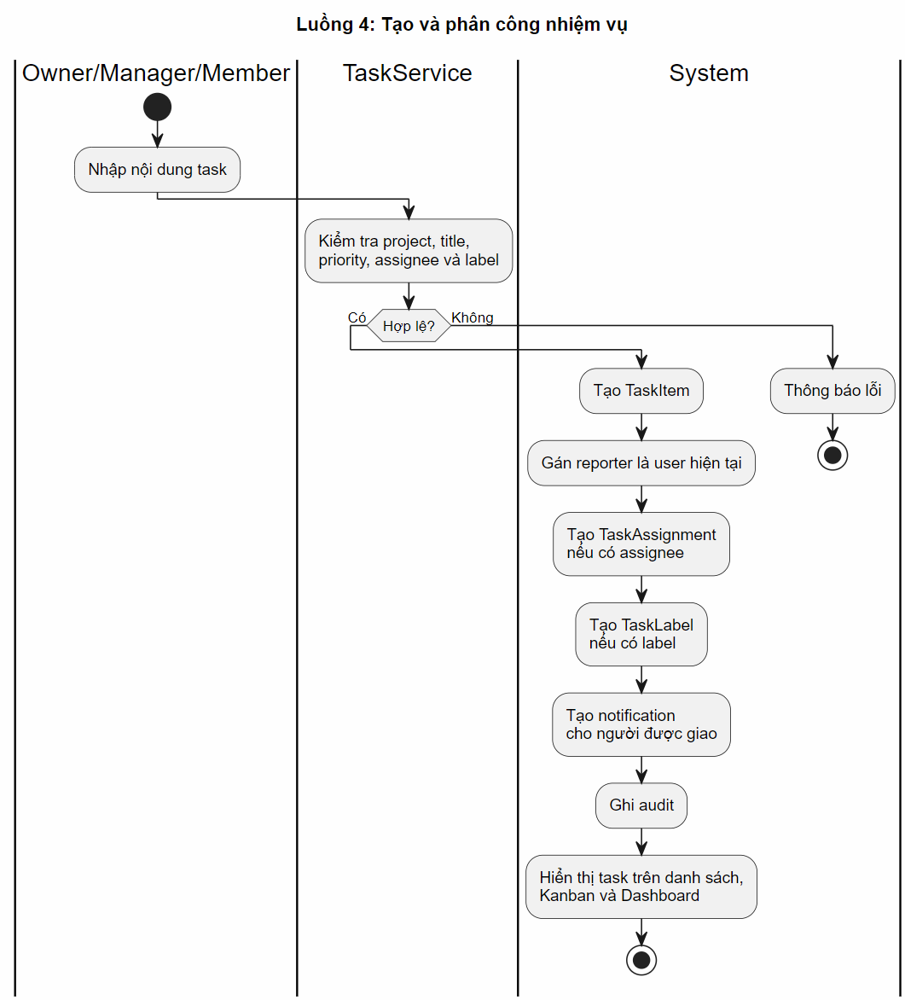 Luồng 4: Tạo và phân công nhiệm vụ
Owner/Manager/Member
TaskService
System
Nhập nội dung task
Kiểm tra project, title,
priority, assignee và label
Có
Hợp lệ?
Không
Tạo TaskItem
Thông báo lỗi
Gán reporter là user hiện tại
Tạo TaskAssignment
nếu có assignee
Tạo TaskLabel
nếu có label
Tạo notification
cho người được giao
Ghi audit
Hiển thị task trên danh sách,
Kanban và Dashboard